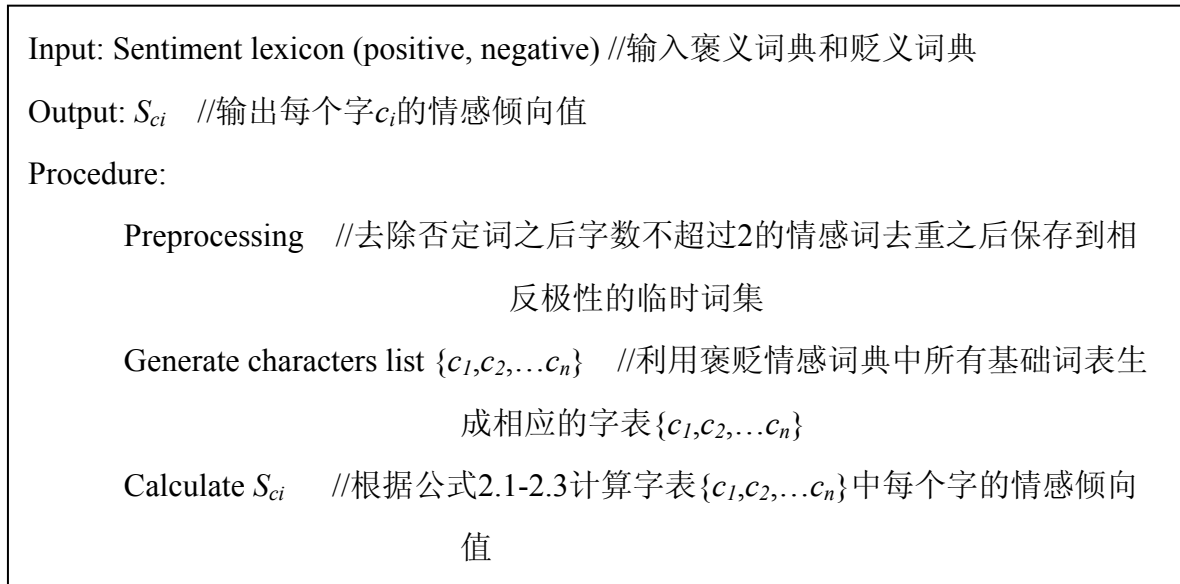 Input: Sentiment lexicon (positive, negative) //输入褒义词典和贬义词典
Output: Sci //输出每个字ci的情感倾向值
Procedure:
Preprocessing //去除否定词之后字数不超过2的情感词去重之后保存到相
反极性的临时词集
Generate characters list {c1,c2,…cn} //利用褒贬情感词典中所有基础词表生
成相应的字表{c1,c2,…cn}
Calculate Sci //根据公式2.1-2.3计算字表{c1,c2,…cn}中每个字的情感倾向
值